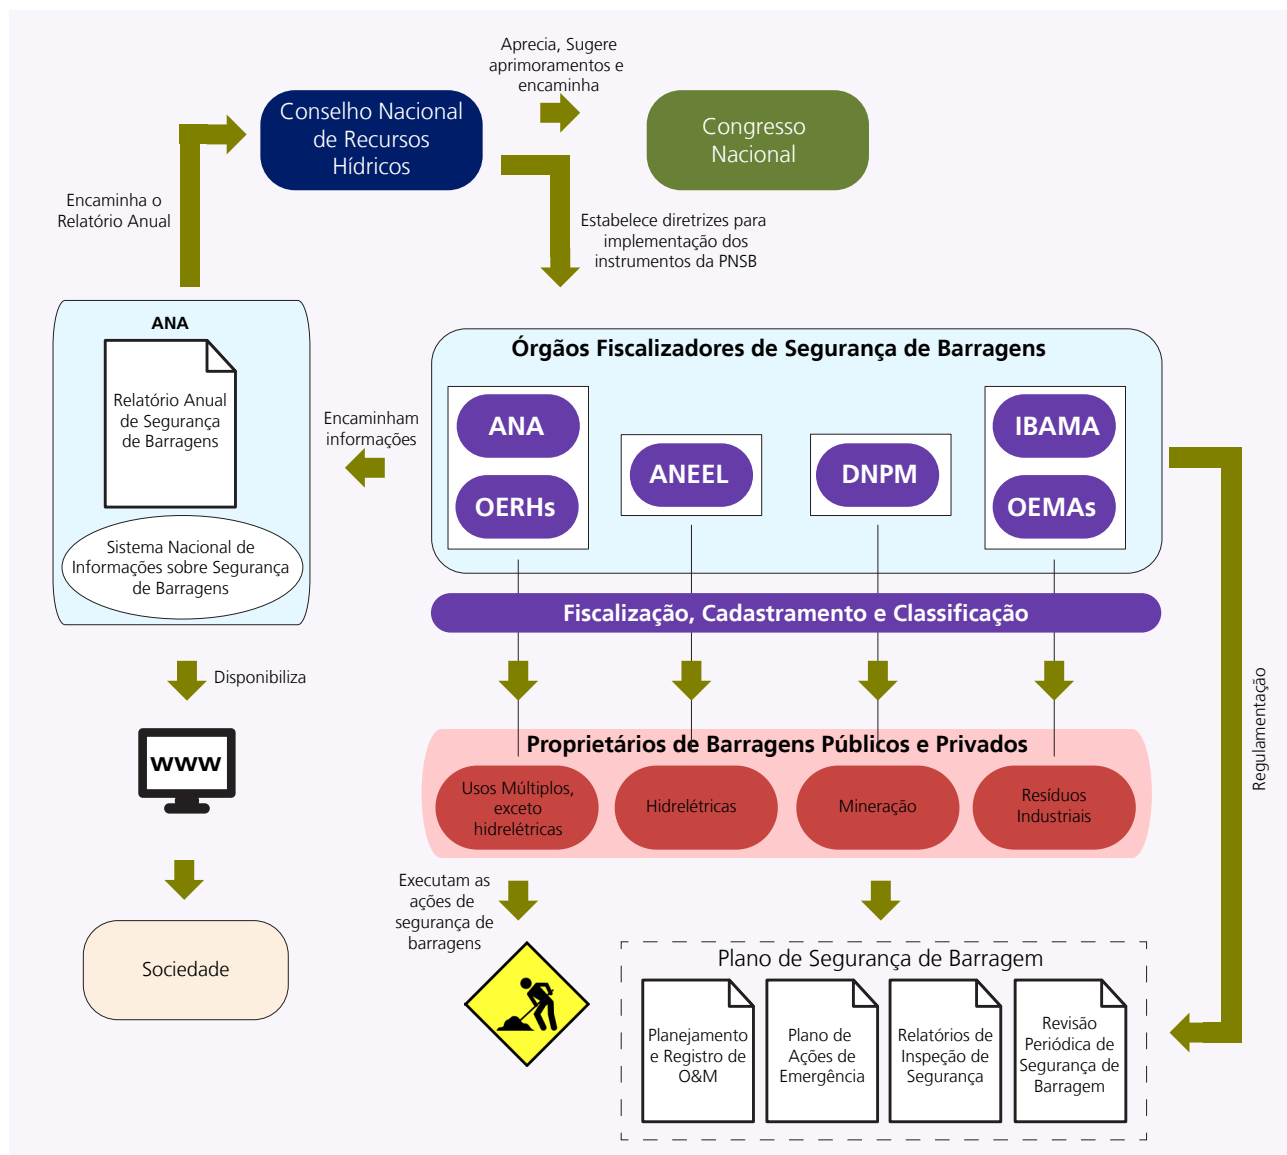 Aprecia, Sugere
aprimoramentos e
encaminha
Conselho Nacional
de Recursos
Hídricos
Congresso
Nacional
Encaminha o
Relatório Anual
Estabelece diretrizes para
implementação dos
instrumentos da PNSB
ANA
Relatório Anual
de Segurança
de Barragens
Sistema Nacional de
Informações sobre Segurança
de Barragens
Encaminham
informações
Órgãos Fiscalizadores de Segurança de Barragens
ANA
OERHs
ANEEL
DNPM
IBAMA
OEMAs
Fiscalização, Cadastramento e Classificação
Regulamentação
Disponibiliza
www
Sociedade
Proprietários de Barragens Públicos e Privados
Usos Múltiplos,
exceto
hidrelétricas
Hidrelétricas
Mineração
Resíduos
Industriais
Executam as
ações de
segurança de
barragens
Plano de Segurança de Barragem
Planejamento
e Registro de
O&M
Plano de
Ações de
Emergência
Relatórios de
Inspeção de
Segurança
Revisão
Periódica de
Segurança de
Barragem